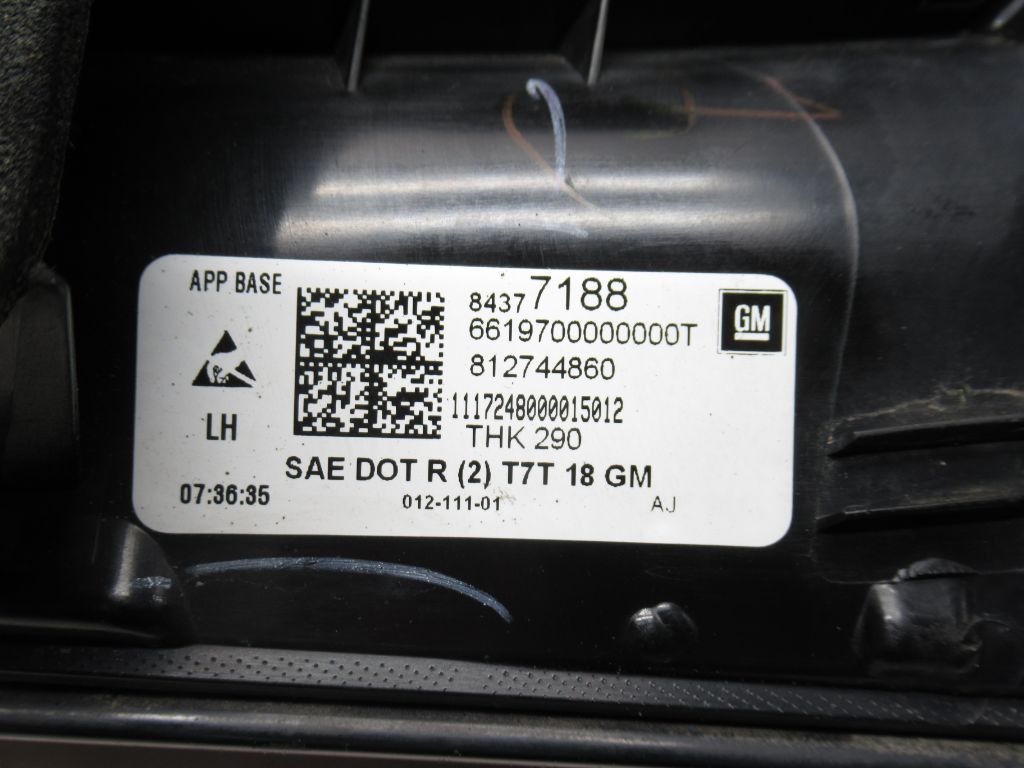 APP BASE
84377188
GM
6619700000000T
812744860
1117248000015012
LH
THK 290
SAE DOT R (2) T7T 18 GM
07:36:35
012-111-01
AJ